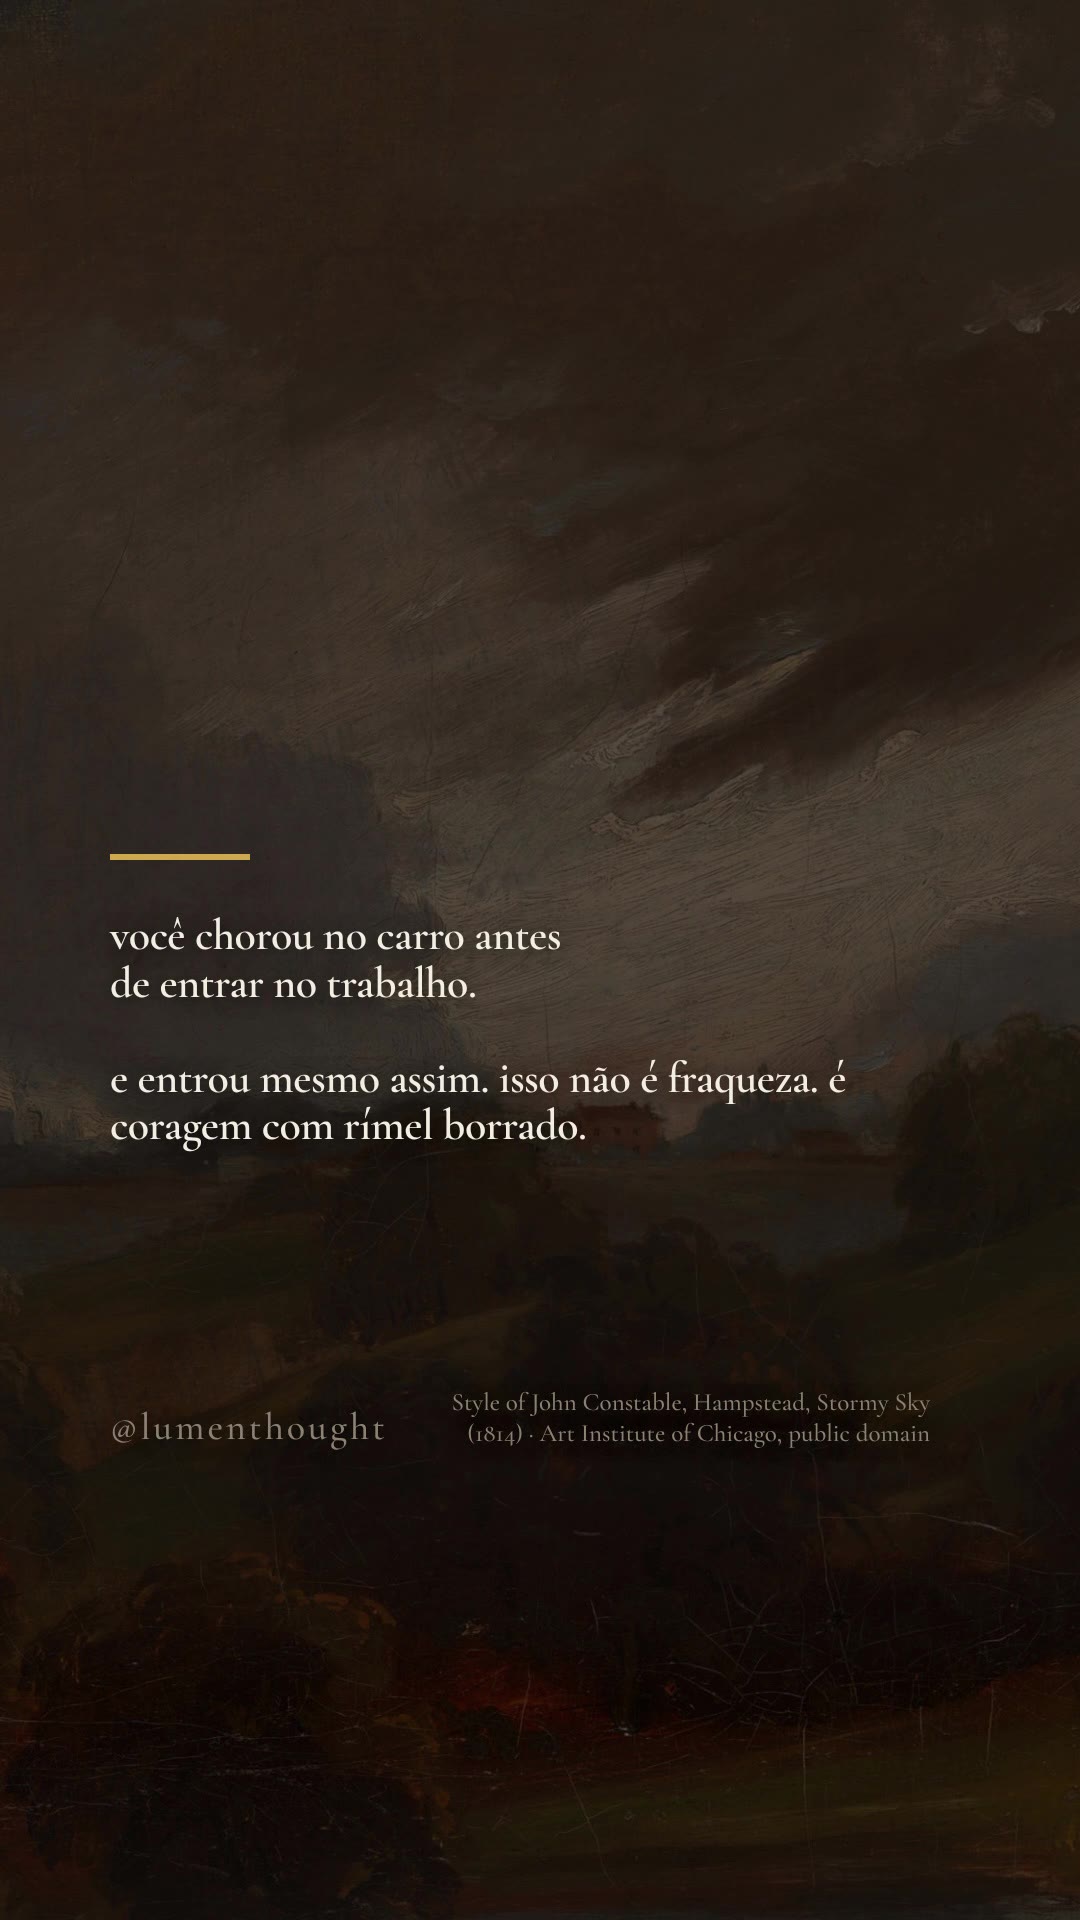 você chorou no carro antes
de entrar no trabalho.
e entrou mesmo assim. isso não é fraqueza. é
coragem com rímel borrado.
@lumenthought
Style of John Constable, Hampstead, Stormy Sky
(1814) · Art Institute of Chicago, public domain